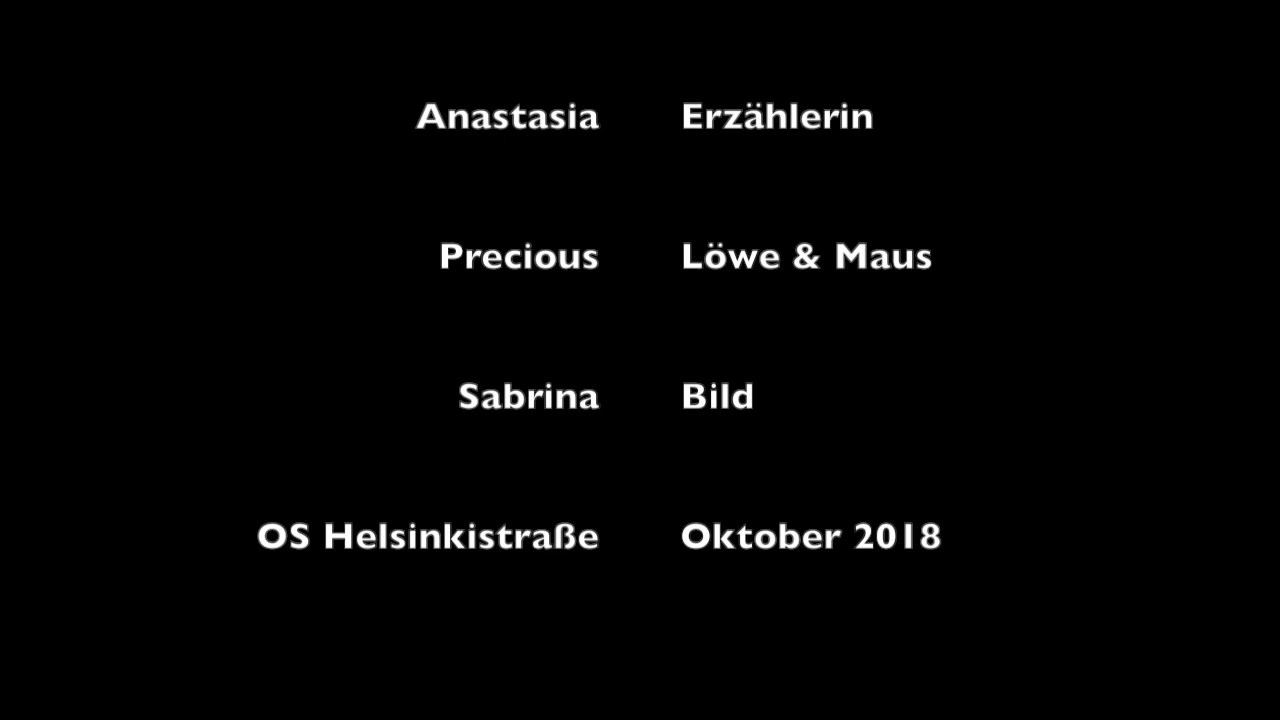 Anastasia Erzählerin
Precious Löwe & Maus
Sabrina Bild
OS Helsinkistraße Oktober 2018